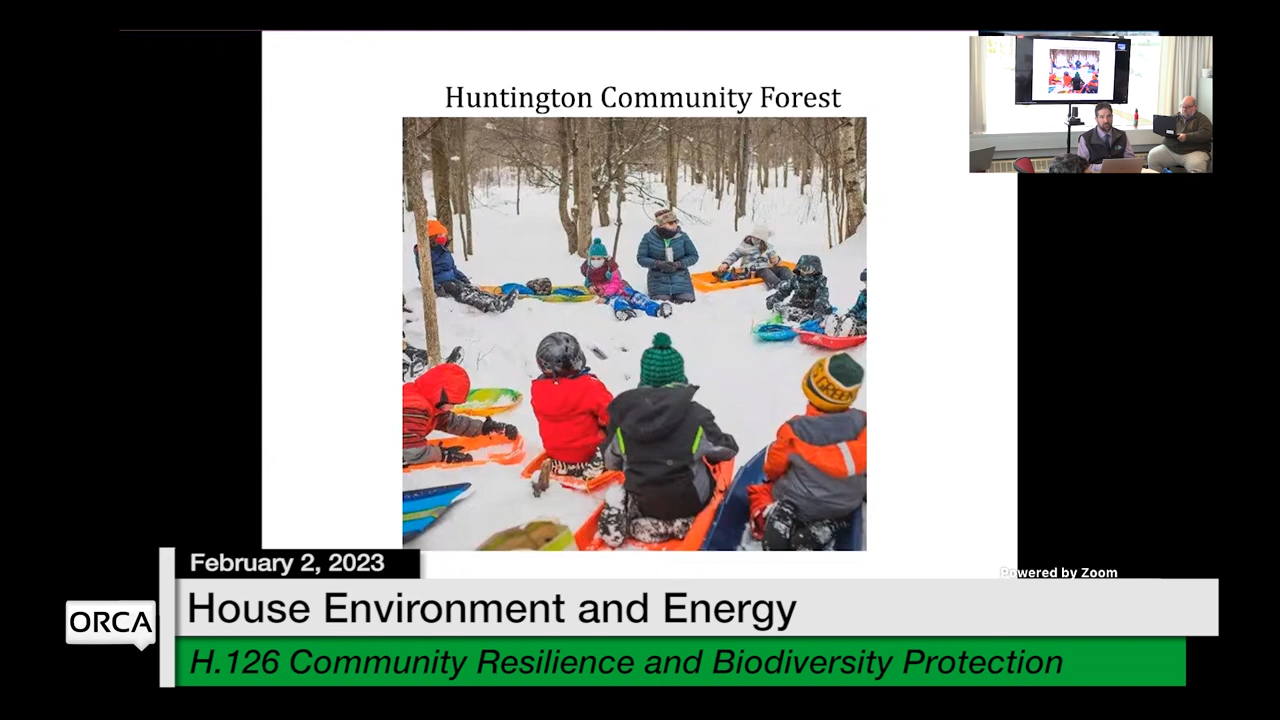 Huntington Community Forest
GREEN
Powered by Zoom
February 2, 2023
House Environment and Energy
ORCA
H.126 Community Resilience and Biodiversity Protection